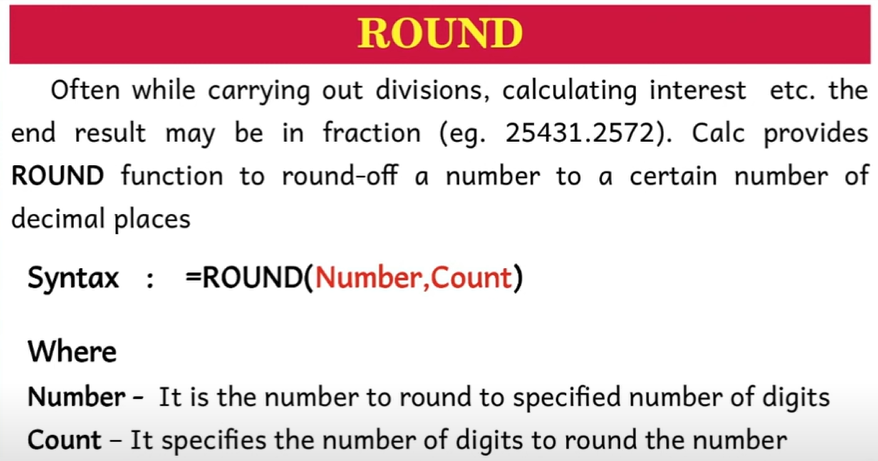 ROUND
Often while carrying out divisions, calculating interest etc. the
end result may be in fraction (eg. 25431.2572). Calc provides
ROUND function to round-off a number to a certain number of
decimal places
Syntax : =ROUND(Number,Count)
Where
Number - It is the number to round to specified number of digits
Count – It specifies the number of digits to round the number